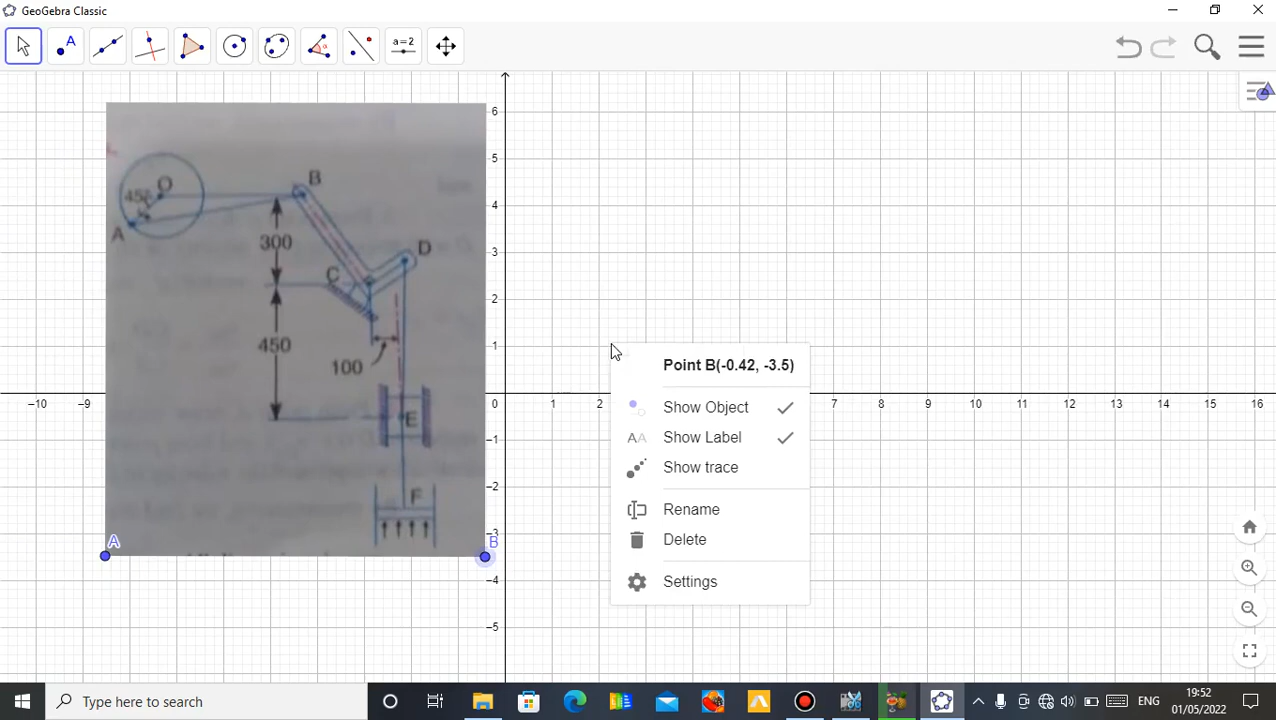 GeoGebra Classic
A
α
a=2
6
5
4
3
2
1
0
-1
-2
-3
-4
-5
-10
-9
1
2
7
8
9
10
11
12
13
14
15
16
O
45°
A
B
300
C
D
450
100
E
F
A
B
Point B(-0.42, -3.5)
Show Object
AA Show Label
Show trace
Rename
Delete
Settings
Type here to search
ENG
19:52
01/05/2022